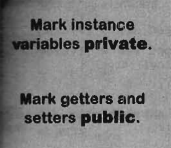 Mark instance
variables private.
Mark getters and
setters public.